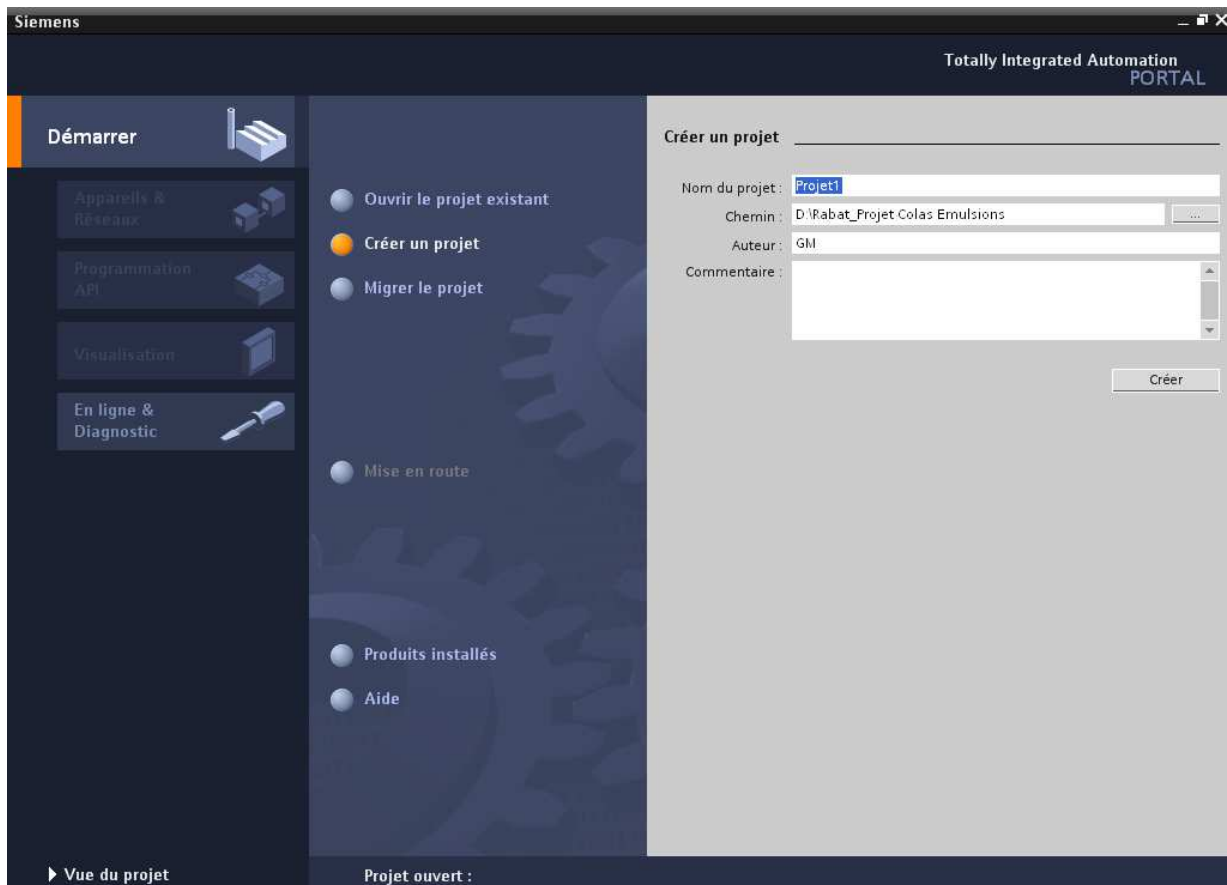 Siemens
Totally Integrated Automation
PORTAL
Démarrer
Appareils &
Réseaux
Programmation
API
Visualisation
En ligne &
Diagnostic
Ouvrir le projet existant
Créer un projet
Migrer le projet
Mise en route
Produits installés
Aide
Créer un projet
Nom du projet : Projet1
Chemin : D:\Rabat_Projet Colas Emulsions ...
Auteur : GM
Commentaire :
Créer
Vue du projet
Projet ouvert :